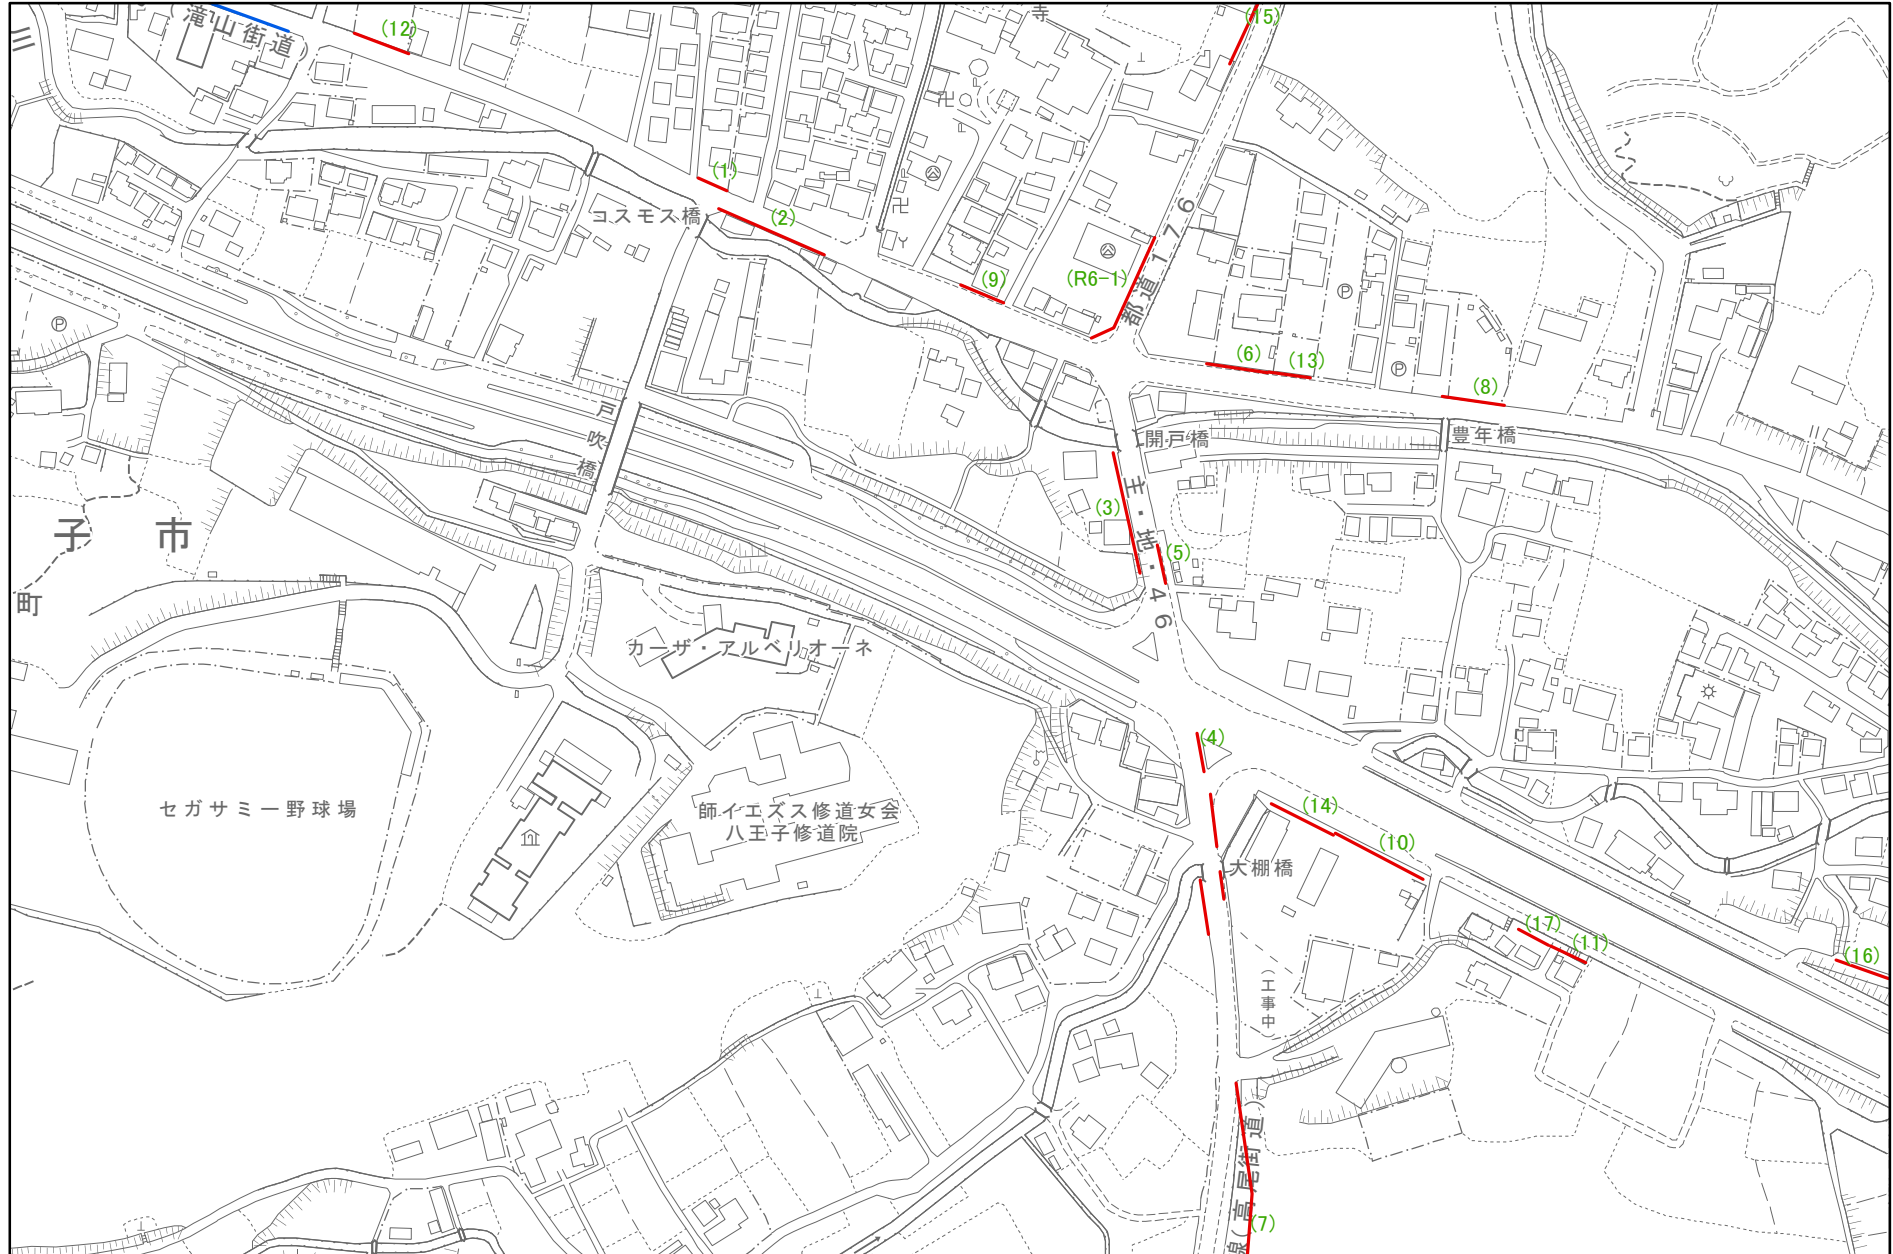 (滝山街道)
(12)
寺
(15)
三
(1)
コスモス橋
(2)
(9)
(R6-1)
都道176
(6)
(13)
(8)
戸吹橋
開戸橋
豊年橋
主・地・46
(3)
(5)
子市
町
カーザ・アルベリオーネ
(4)
セガサミー野球場
師イエズス修道女会
八王子修道院
(14)
(10)
大棚橋
(17)
(11)
(16)
(工事中)
線(高尾街道)
(7)